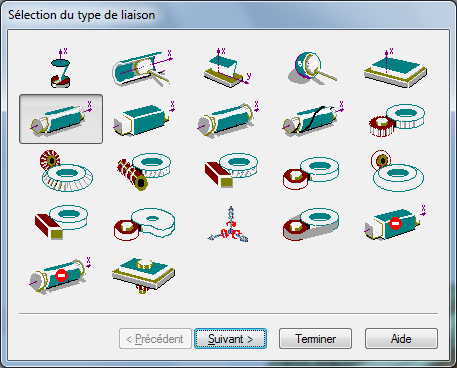 Sélection du type de liaison
x
x
x
y
x
x
x
x
x
x
x
x
< Précédent
Suivant >
Terminer
Aide